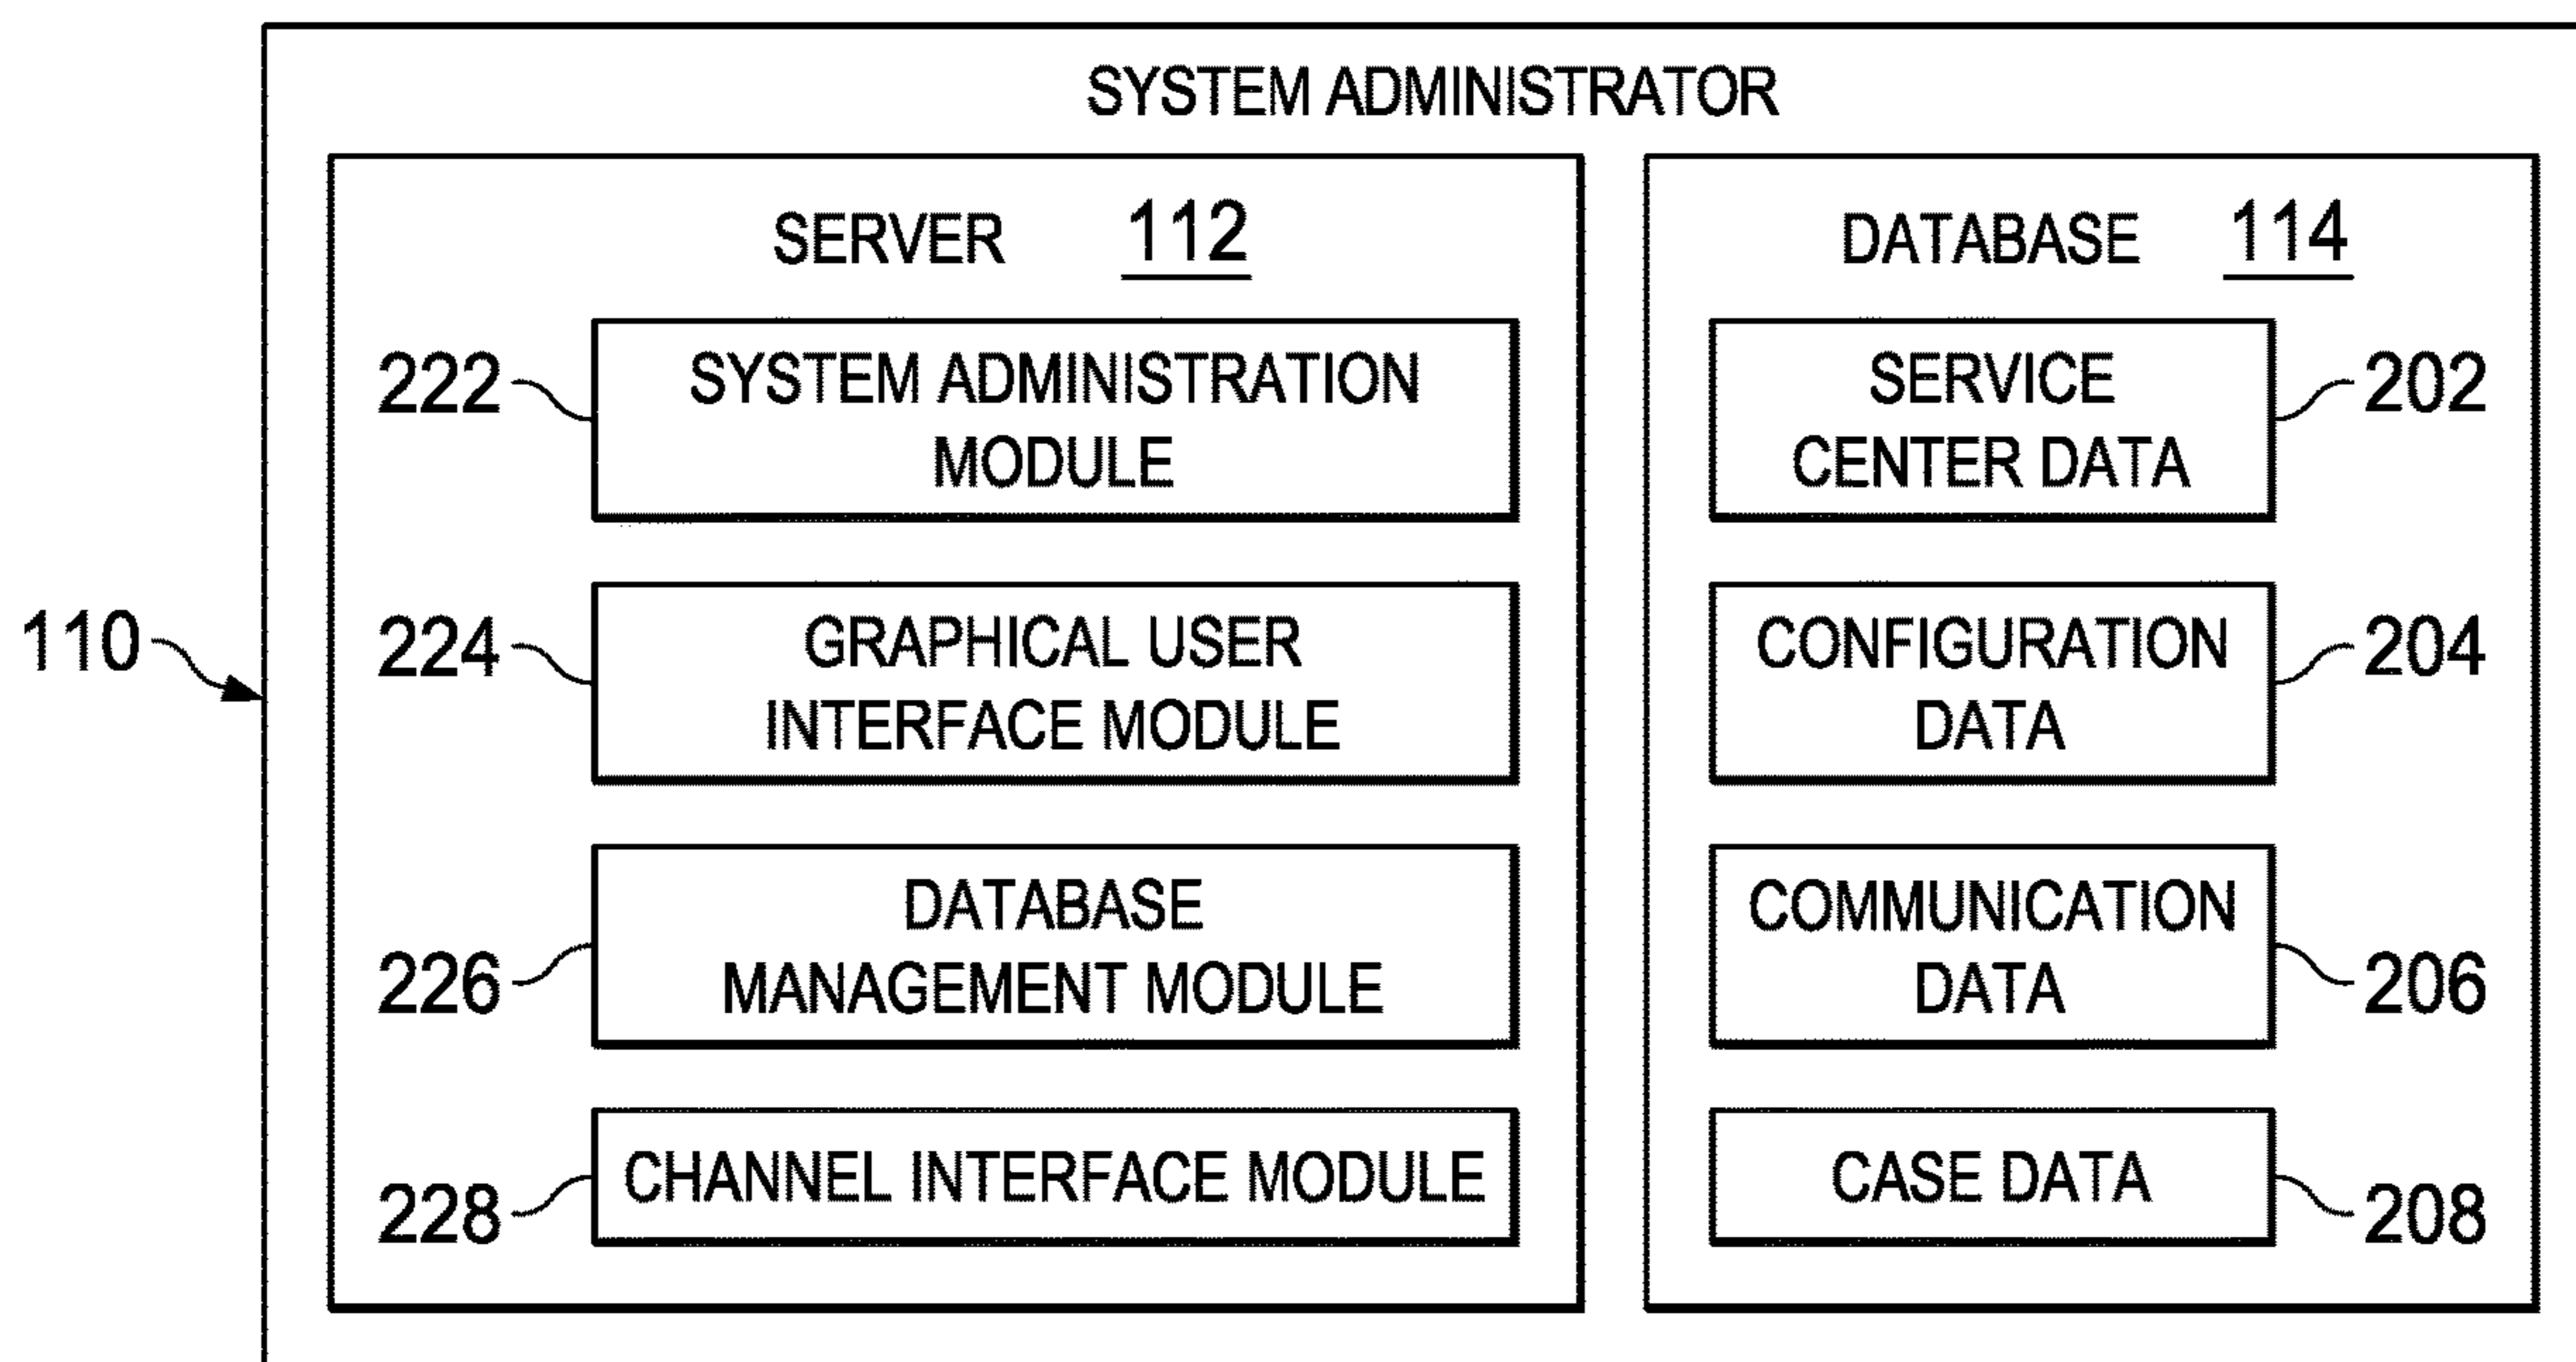 SYSTEM ADMINISTRATOR
SERVER 112
222
SYSTEM ADMINISTRATION
MODULE
110
224
GRAPHICAL USER
INTERFACE MODULE
226
DATABASE
MANAGEMENT MODULE
228
CHANNEL INTERFACE MODULE
DATABASE 114
SERVICE
CENTER DATA
202
CONFIGURATION
DATA
204
COMMUNICATION
DATA
206
CASE DATA
208